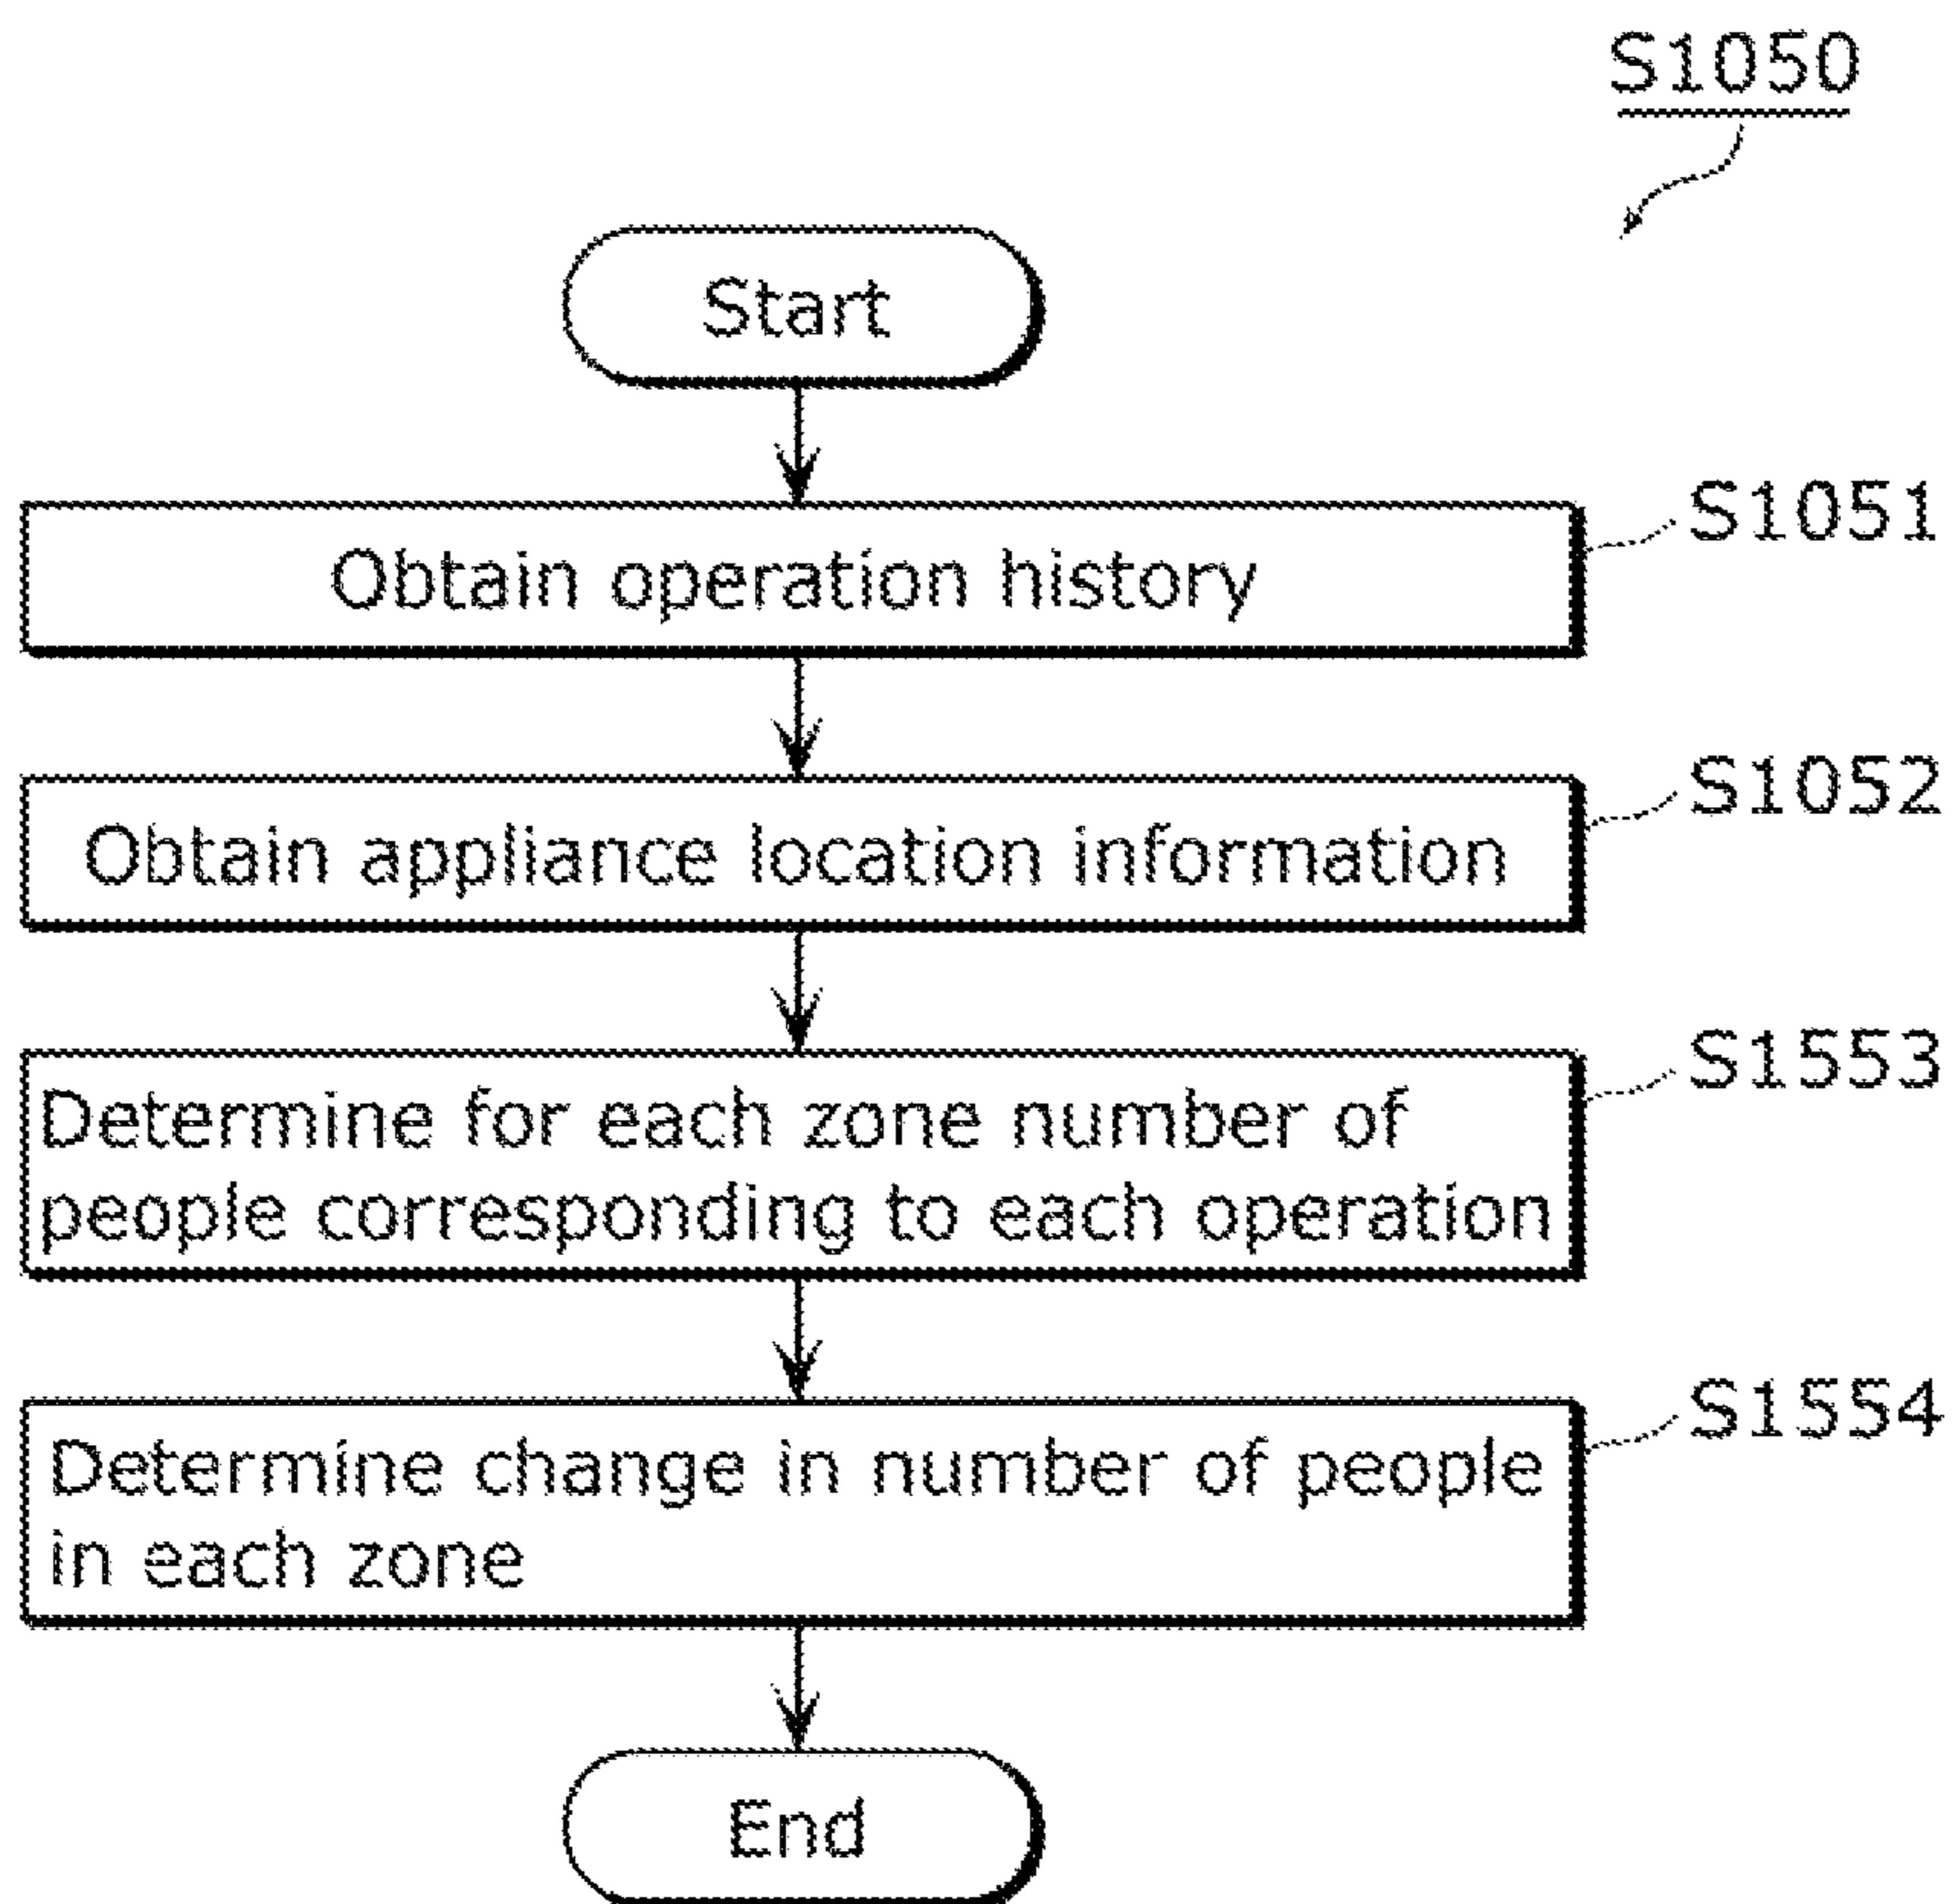 S1050
Start
S1051
Obtain operation history
S1052
Obtain appliance location information
S1553
Determine for each zone number of
people corresponding to each operation
S1554
Determine change in number of people
in each zone
End